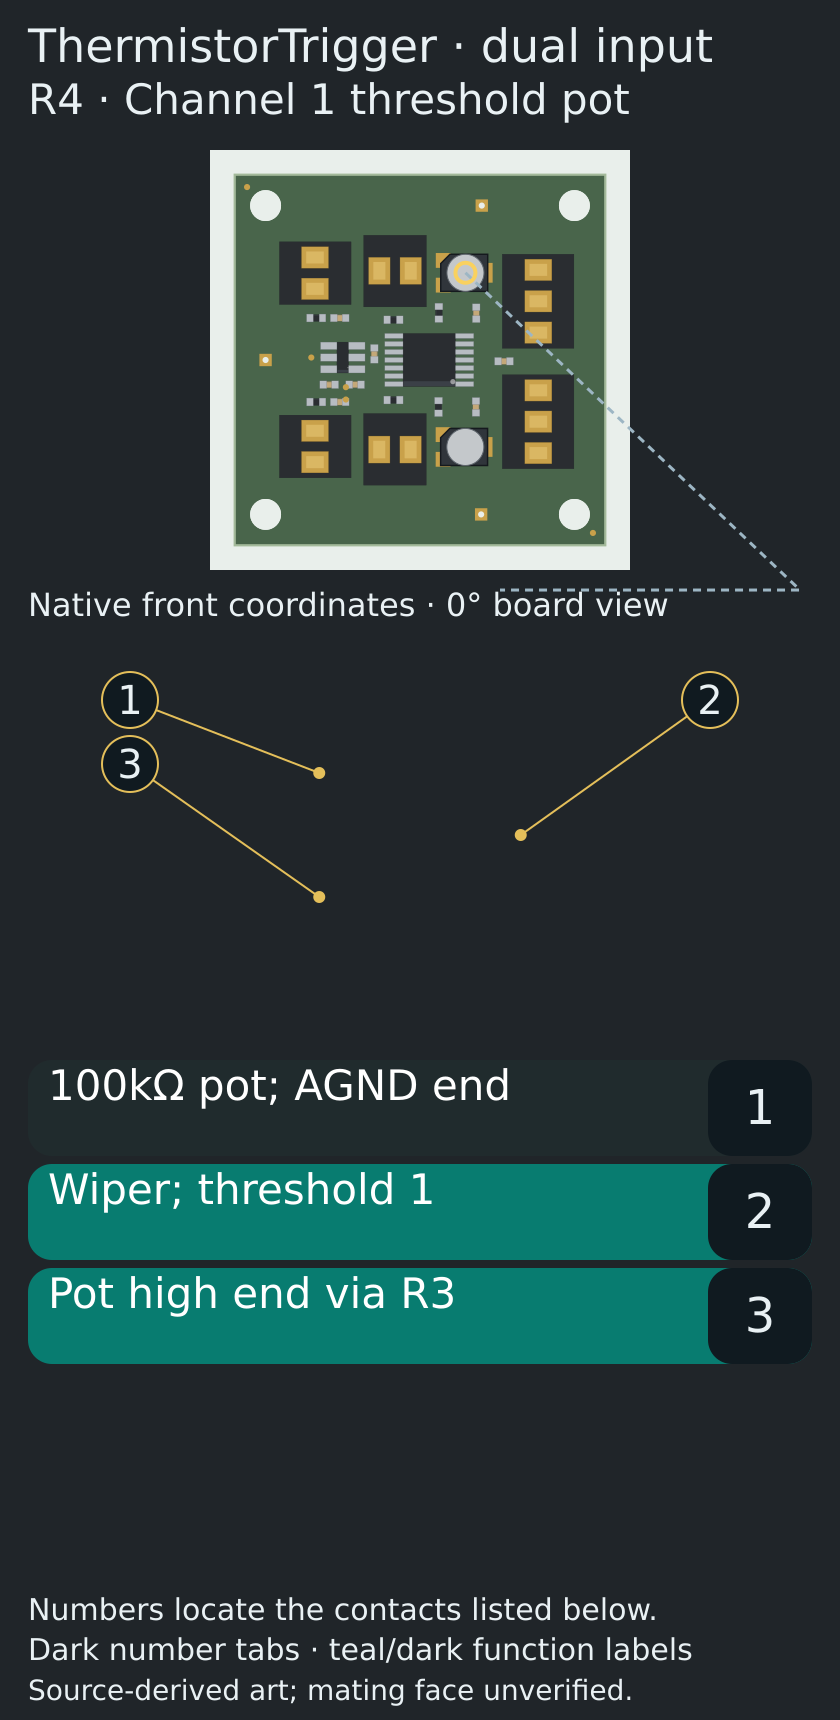 ThermistorTrigger · dual input
R4 · Channel 1 threshold pot
Native front coordinates · 0° board view
1
2
3
100kΩ pot; AGND end
1
Wiper; threshold 1
2
Pot high end via R3
3
Numbers locate the contacts listed below.
Dark number tabs · teal/dark function labels
Source-derived art; mating face unverified.